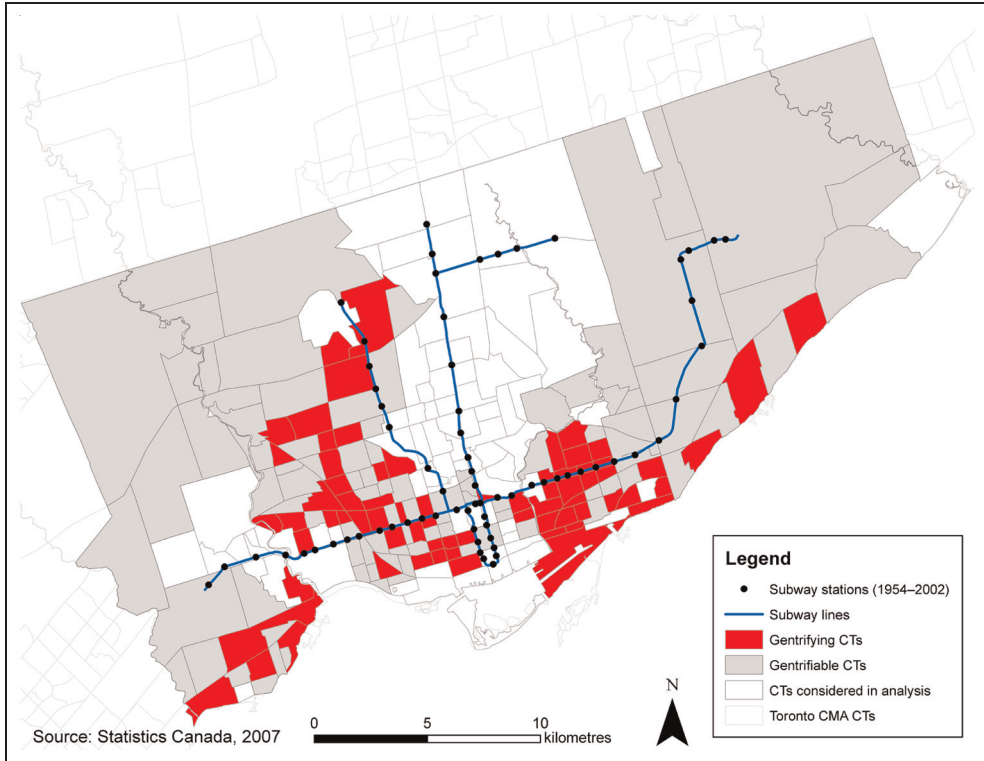 Legend
Subway stations (1954–2002)
Subway lines
Gentrifying CTs
Gentrifiable CTs
CTs considered in analysis
Toronto CMA CTs
N
0 5 10
kilometres
Source: Statistics Canada, 2007